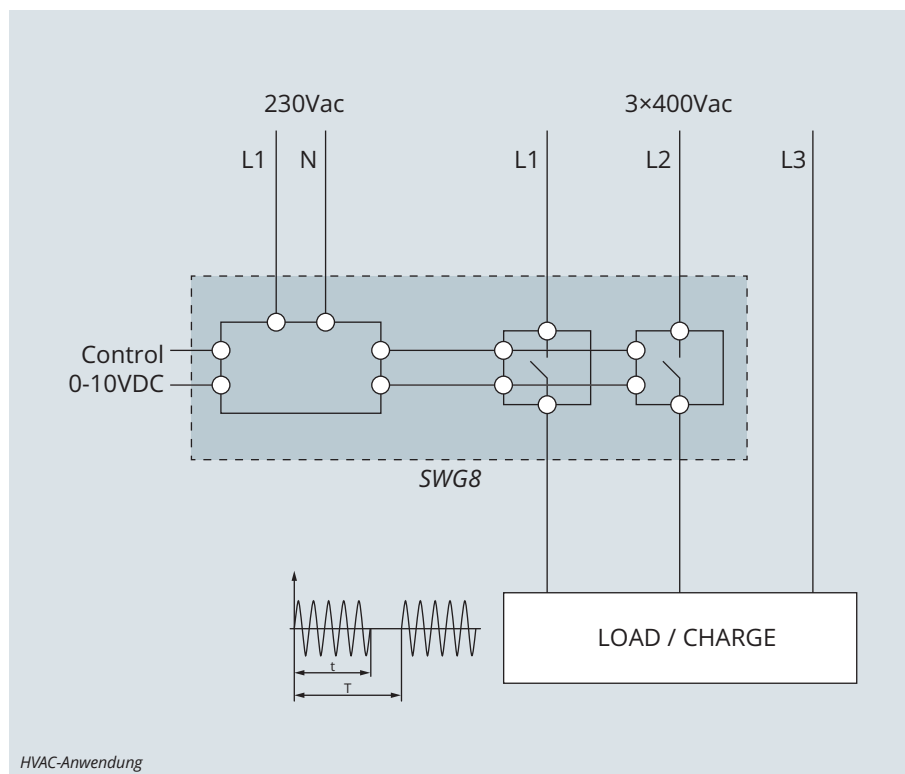 230Vac
3×400Vac
L1
N
L1
L2
L3
Control
0-10VDC
SWG8
t
T
LOAD / CHARGE
HVAC-Anwendung